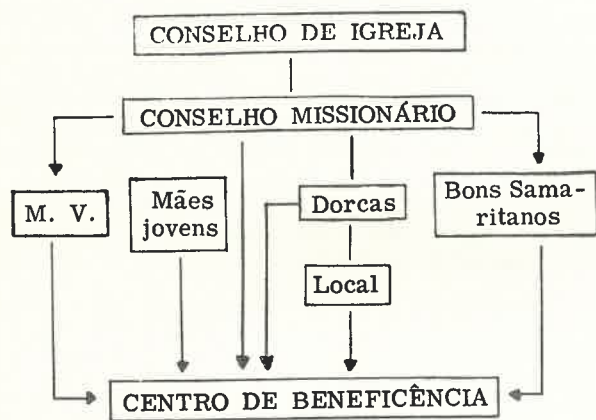 CONSELHO DE IGREJA
CONSELHO MISSIONÁRIO
M. V.
Mães
jovens
Dorcas
Bons Sama-
ritanos
Local
CENTRO DE BENEFICÊNCIA